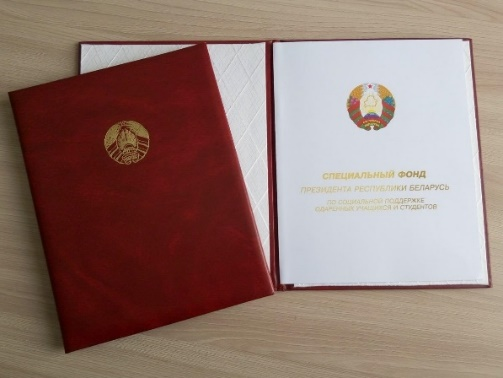 СПЕЦИАЛЬНЫЙ ФОНД
ПРЕЗИДЕНТА РЕСПУБЛИКИ БЕЛАРУСЬ
ПО СОЦИАЛЬНОЙ ПОДДЕРЖКЕ
ОДАРЕННЫХ УЧАЩИХСЯ И СТУДЕНТОВ